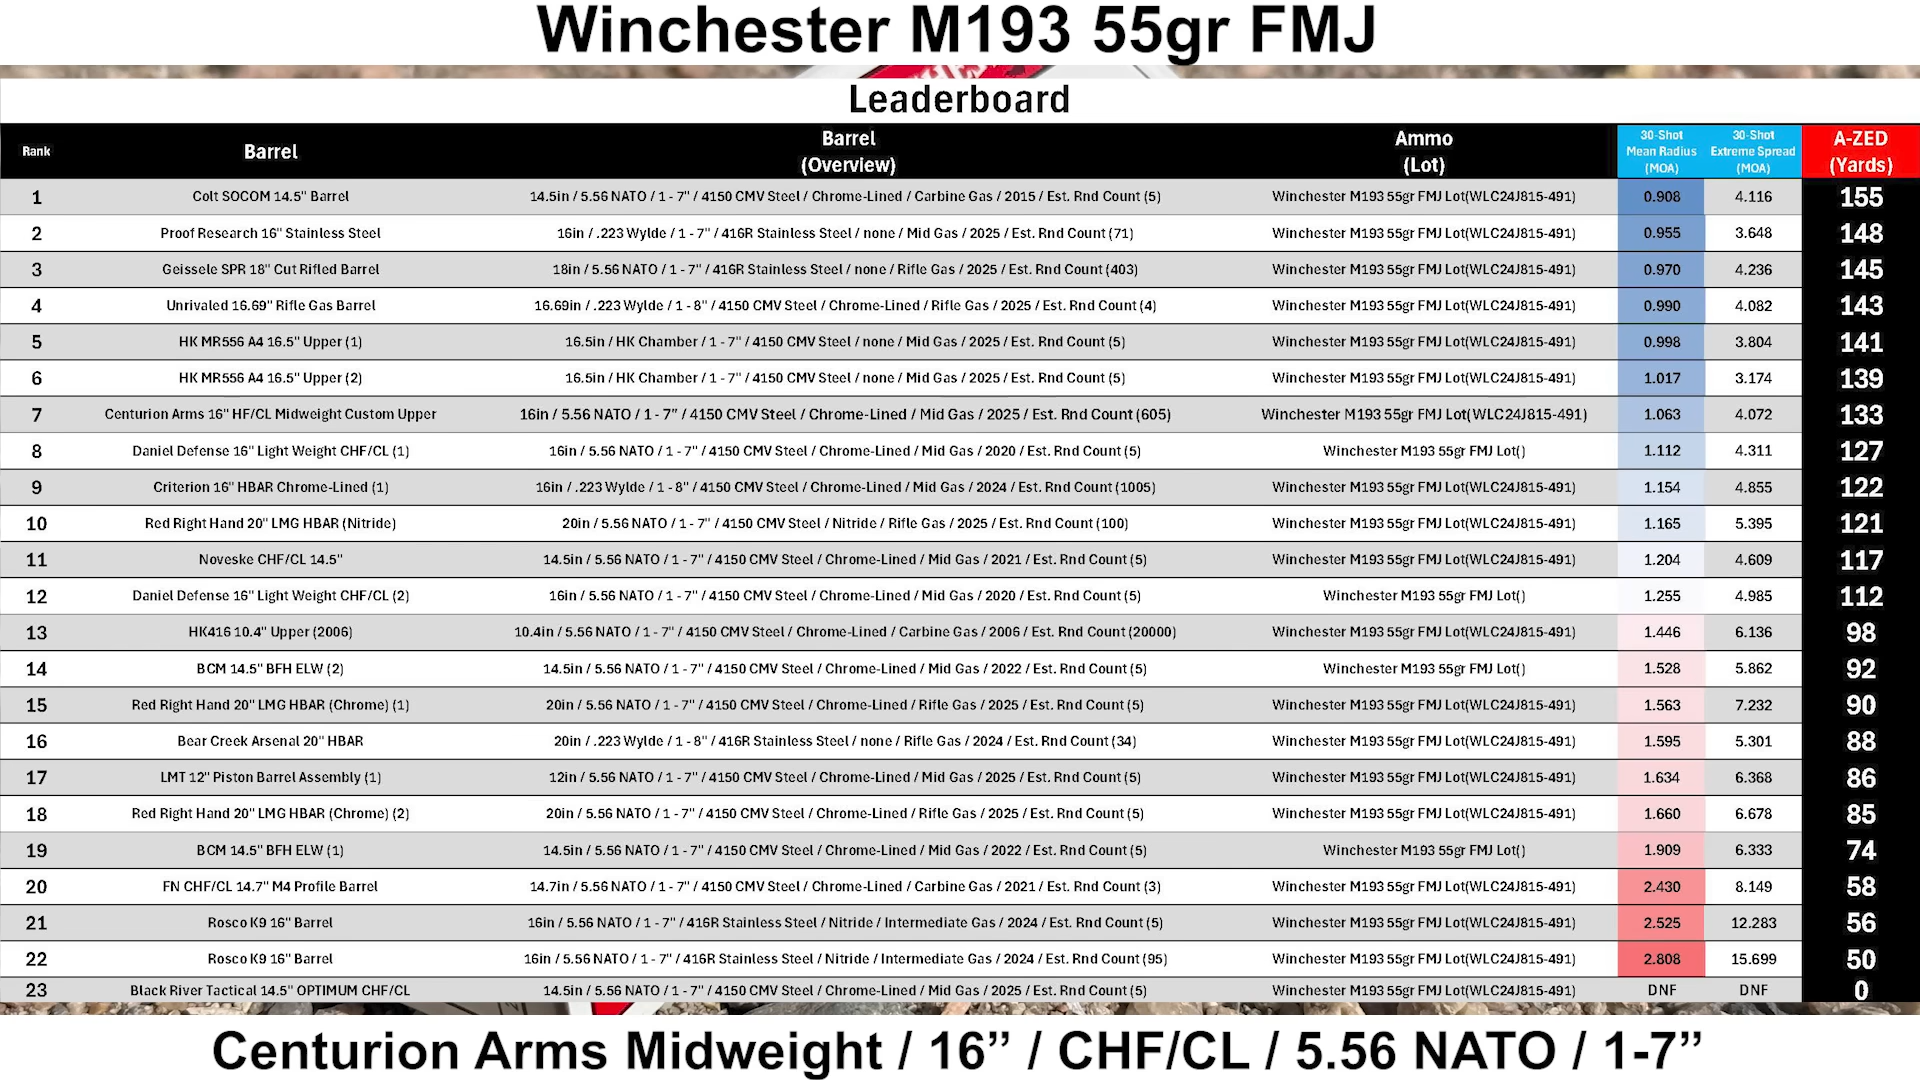 Winchester M193 55gr FMJ
Leaderboard
Rank Barrel Barrel (Overview) Ammo (Lot) 30-Shot Mean Radius (MOA) 30-Shot Extreme Spread (MOA) A-ZED (Yards)
1 Colt SOCOM 14.5" Barrel 14.5in / 5.56 NATO / 1 - 7" / 4150 CMV Steel / Chrome-Lined / Carbine Gas / 2015 / Est. Rnd Count (5) Winchester M193 55gr FMJ Lot(WLC24J815-491) 0.908 4.116 155
2 Proof Research 16" Stainless Steel 16in / .223 Wylde / 1 - 7" / 416R Stainless Steel / none / Mid Gas / 2025 / Est. Rnd Count (71) Winchester M193 55gr FMJ Lot(WLC24J815-491) 0.955 3.648 148
3 Geissele SPR 18" Cut Rifled Barrel 18in / 5.56 NATO / 1 - 7" / 416R Stainless Steel / none / Rifle Gas / 2025 / Est. Rnd Count (403) Winchester M193 55gr FMJ Lot(WLC24J815-491) 0.970 4.236 145
4 Unrivaled 16.69" Rifle Gas Barrel 16.69in / .223 Wylde / 1 - 8" / 4150 CMV Steel / Chrome-Lined / Rifle Gas / 2025 / Est. Rnd Count (4) Winchester M193 55gr FMJ Lot(WLC24J815-491) 0.990 4.082 143
5 HK MR556 A4 16.5" Upper (1) 16.5in / HK Chamber / 1 - 7" / 4150 CMV Steel / none / Mid Gas / 2025 / Est. Rnd Count (5) Winchester M193 55gr FMJ Lot(WLC24J815-491) 0.998 3.804 141
6 HK MR556 A4 16.5" Upper (2) 16.5in / HK Chamber / 1 - 7" / 4150 CMV Steel / none / Mid Gas / 2025 / Est. Rnd Count (5) Winchester M193 55gr FMJ Lot(WLC24J815-491) 1.017 3.174 139
7 Centurion Arms 16" HF/CL Midweight Custom Upper 16in / 5.56 NATO / 1 - 7" / 4150 CMV Steel / Chrome-Lined / Mid Gas / 2025 / Est. Rnd Count (605) Winchester M193 55gr FMJ Lot(WLC24J815-491) 1.063 4.072 133
8 Daniel Defense 16" Light Weight CHF/CL (1) 16in / 5.56 NATO / 1 - 7" / 4150 CMV Steel / Chrome-Lined / Mid Gas / 2020 / Est. Rnd Count (5) Winchester M193 55gr FMJ Lot() 1.112 4.311 127
9 Criterion 16" HBAR Chrome-Lined (1) 16in / .223 Wylde / 1 - 8" / 4150 CMV Steel / Chrome-Lined / Mid Gas / 2024 / Est. Rnd Count (1005) Winchester M193 55gr FMJ Lot(WLC24J815-491) 1.154 4.855 122
10 Red Right Hand 20" LMG HBAR (Nitride) 20in / 5.56 NATO / 1 - 7" / 4150 CMV Steel / Nitride / Rifle Gas / 2025 / Est. Rnd Count (100) Winchester M193 55gr FMJ Lot(WLC24J815-491) 1.165 5.395 121
11 Noveske CHF/CL 14.5" 14.5in / 5.56 NATO / 1 - 7" / 4150 CMV Steel / Chrome-Lined / Mid Gas / 2021 / Est. Rnd Count (5) Winchester M193 55gr FMJ Lot(WLC24J815-491) 1.204 4.609 117
12 Daniel Defense 16" Light Weight CHF/CL (2) 16in / 5.56 NATO / 1 - 7" / 4150 CMV Steel / Chrome-Lined / Mid Gas / 2020 / Est. Rnd Count (5) Winchester M193 55gr FMJ Lot() 1.255 4.985 112
13 HK416 10.4" Upper (2006) 10.4in / 5.56 NATO / 1 - 7" / 4150 CMV Steel / Chrome-Lined / Carbine Gas / 2006 / Est. Rnd Count (20000) Winchester M193 55gr FMJ Lot(WLC24J815-491) 1.446 6.136 98
14 BCM 14.5" BFH ELW (2) 14.5in / 5.56 NATO / 1 - 7" / 4150 CMV Steel / Chrome-Lined / Mid Gas / 2022 / Est. Rnd Count (5) Winchester M193 55gr FMJ Lot() 1.528 5.862 92
15 Red Right Hand 20" LMG HBAR (Chrome) (1) 20in / 5.56 NATO / 1 - 7" / 4150 CMV Steel / Chrome-Lined / Rifle Gas / 2025 / Est. Rnd Count (5) Winchester M193 55gr FMJ Lot(WLC24J815-491) 1.563 7.232 90
16 Bear Creek Arsenal 20" HBAR 20in / .223 Wylde / 1 - 8" / 416R Stainless Steel / none / Rifle Gas / 2024 / Est. Rnd Count (34) Winchester M193 55gr FMJ Lot(WLC24J815-491) 1.595 5.301 88
17 LMT 12" Piston Barrel Assembly (1) 12in / 5.56 NATO / 1 - 7" / 4150 CMV Steel / Chrome-Lined / Mid Gas / 2025 / Est. Rnd Count (5) Winchester M193 55gr FMJ Lot(WLC24J815-491) 1.634 6.368 86
18 Red Right Hand 20" LMG HBAR (Chrome) (2) 20in / 5.56 NATO / 1 - 7" / 4150 CMV Steel / Chrome-Lined / Rifle Gas / 2025 / Est. Rnd Count (5) Winchester M193 55gr FMJ Lot(WLC24J815-491) 1.660 6.678 85
19 BCM 14.5" BFH ELW (1) 14.5in / 5.56 NATO / 1 - 7" / 4150 CMV Steel / Chrome-Lined / Mid Gas / 2022 / Est. Rnd Count (5) Winchester M193 55gr FMJ Lot() 1.909 6.333 74
20 FN CHF/CL 14.7" M4 Profile Barrel 14.7in / 5.56 NATO / 1 - 7" / 4150 CMV Steel / Chrome-Lined / Carbine Gas / 2021 / Est. Rnd Count (3) Winchester M193 55gr FMJ Lot(WLC24J815-491) 2.430 8.149 58
21 Rosco K9 16" Barrel 16in / 5.56 NATO / 1 - 7" / 416R Stainless Steel / Nitride / Intermediate Gas / 2024 / Est. Rnd Count (5) Winchester M193 55gr FMJ Lot(WLC24J815-491) 2.525 12.283 56
22 Rosco K9 16" Barrel 16in / 5.56 NATO / 1 - 7" / 416R Stainless Steel / Nitride / Intermediate Gas / 2024 / Est. Rnd Count (95) Winchester M193 55gr FMJ Lot(WLC24J815-491) 2.808 15.699 50
23 Black River Tactical 14.5" OPTIMUM CHF/CL 14.5in / 5.56 NATO / 1 - 7" / 4150 CMV Steel / Chrome-Lined / Mid Gas / 2025 / Est. Rnd Count (5) Winchester M193 55gr FMJ Lot(WLC24J815-491) DNF DNF 0
Centurion Arms Midweight / 16” / CHF/CL / 5.56 NATO / 1-7”